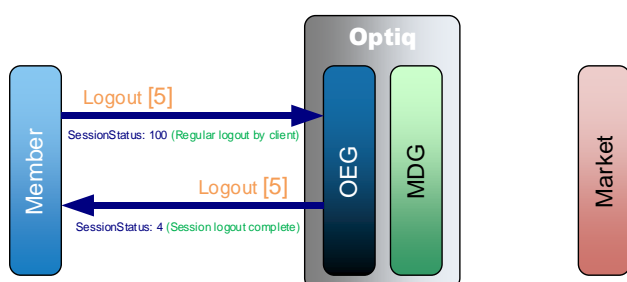 Optiq
Logout [5]
SessionStatus: 100 (Regular logout by client)
Logout [5]
SessionStatus: 4 (Session logout complete)
Member
OEG
MDG
Market